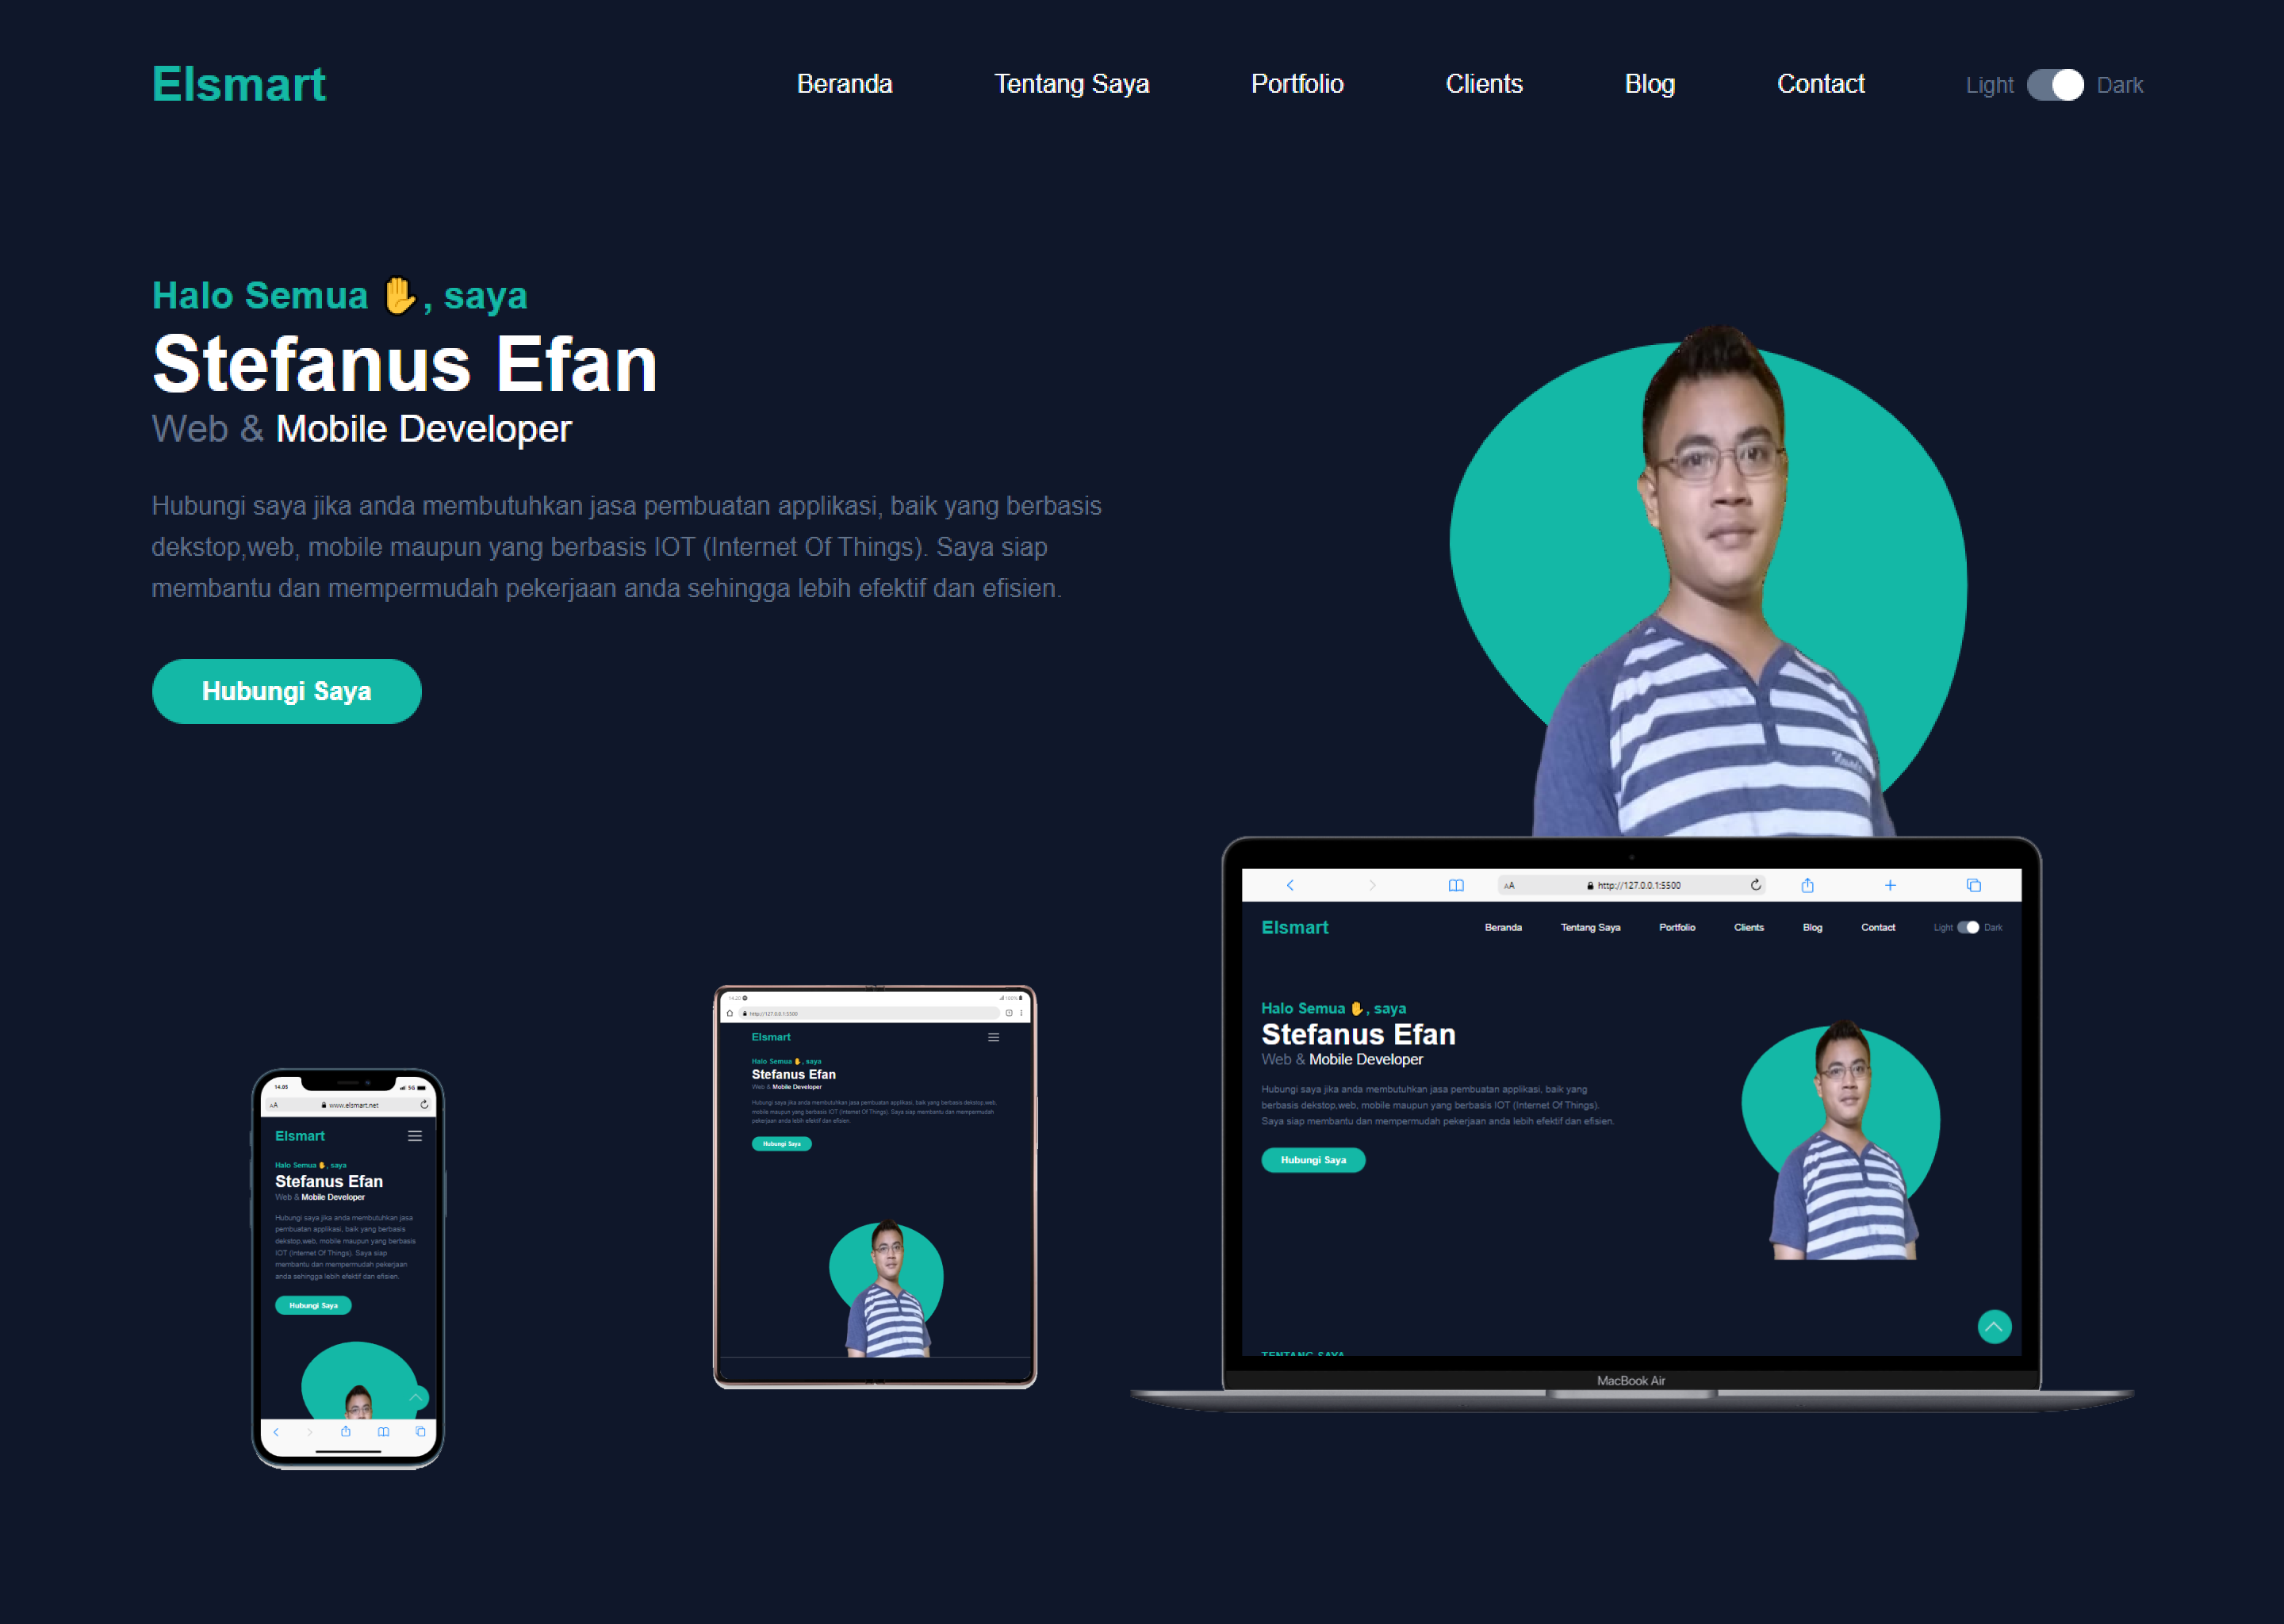 Elsmart
Beranda
Tentang Saya
Portfolio
Clients
Blog
Contact
Light
Dark
Halo Semua ✋, saya
Stefanus Efan
Web & Mobile Developer
Hubungi saya jika anda membutuhkan jasa pembuatan applikasi, baik yang berbasis
dekstop,web, mobile maupun yang berbasis IOT (Internet Of Things). Saya siap
membantu dan mempermudah pekerjaan anda sehingga lebih efektif dan efisien.
Hubungi Saya
14.05
5G
AA
www.elsmart.net
Elsmart
Halo Semua ✋, saya
Stefanus Efan
Web & Mobile Developer
Hubungi saya jika anda membutuhkan jasa
pembuatan applikasi, baik yang berbasis
dekstop,web, mobile maupun yang berbasis
IOT (Internet Of Things). Saya siap
membantu dan mempermudah pekerjaan
anda sehingga lebih efektif dan efisien.
Hubungi Saya
14.20
100%
http://127.0.0.1:5500
Elsmart
Halo Semua ✋, saya
Stefanus Efan
Web & Mobile Developer
Hubungi saya jika anda membutuhkan jasa pembuatan applikasi, baik yang berbasis dekstop,web,
mobile maupun yang berbasis IOT (Internet Of Things). Saya siap membantu dan mempermudah
pekerjaan anda lebih efektif dan efisien.
Hubungi Saya
AA
http://127.0.0.1:5500
Elsmart
Beranda
Tentang Saya
Portfolio
Clients
Blog
Contact
Light
Dark
Halo Semua ✋, saya
Stefanus Efan
Web & Mobile Developer
Hubungi saya jika anda membutuhkan jasa pembuatan applikasi, baik yang
berbasis dekstop,web, mobile maupun yang berbasis IOT (Internet Of Things).
Saya siap membantu dan mempermudah pekerjaan anda lebih efektif dan efisien.
Hubungi Saya
TENTANG SAYA
MacBook Air